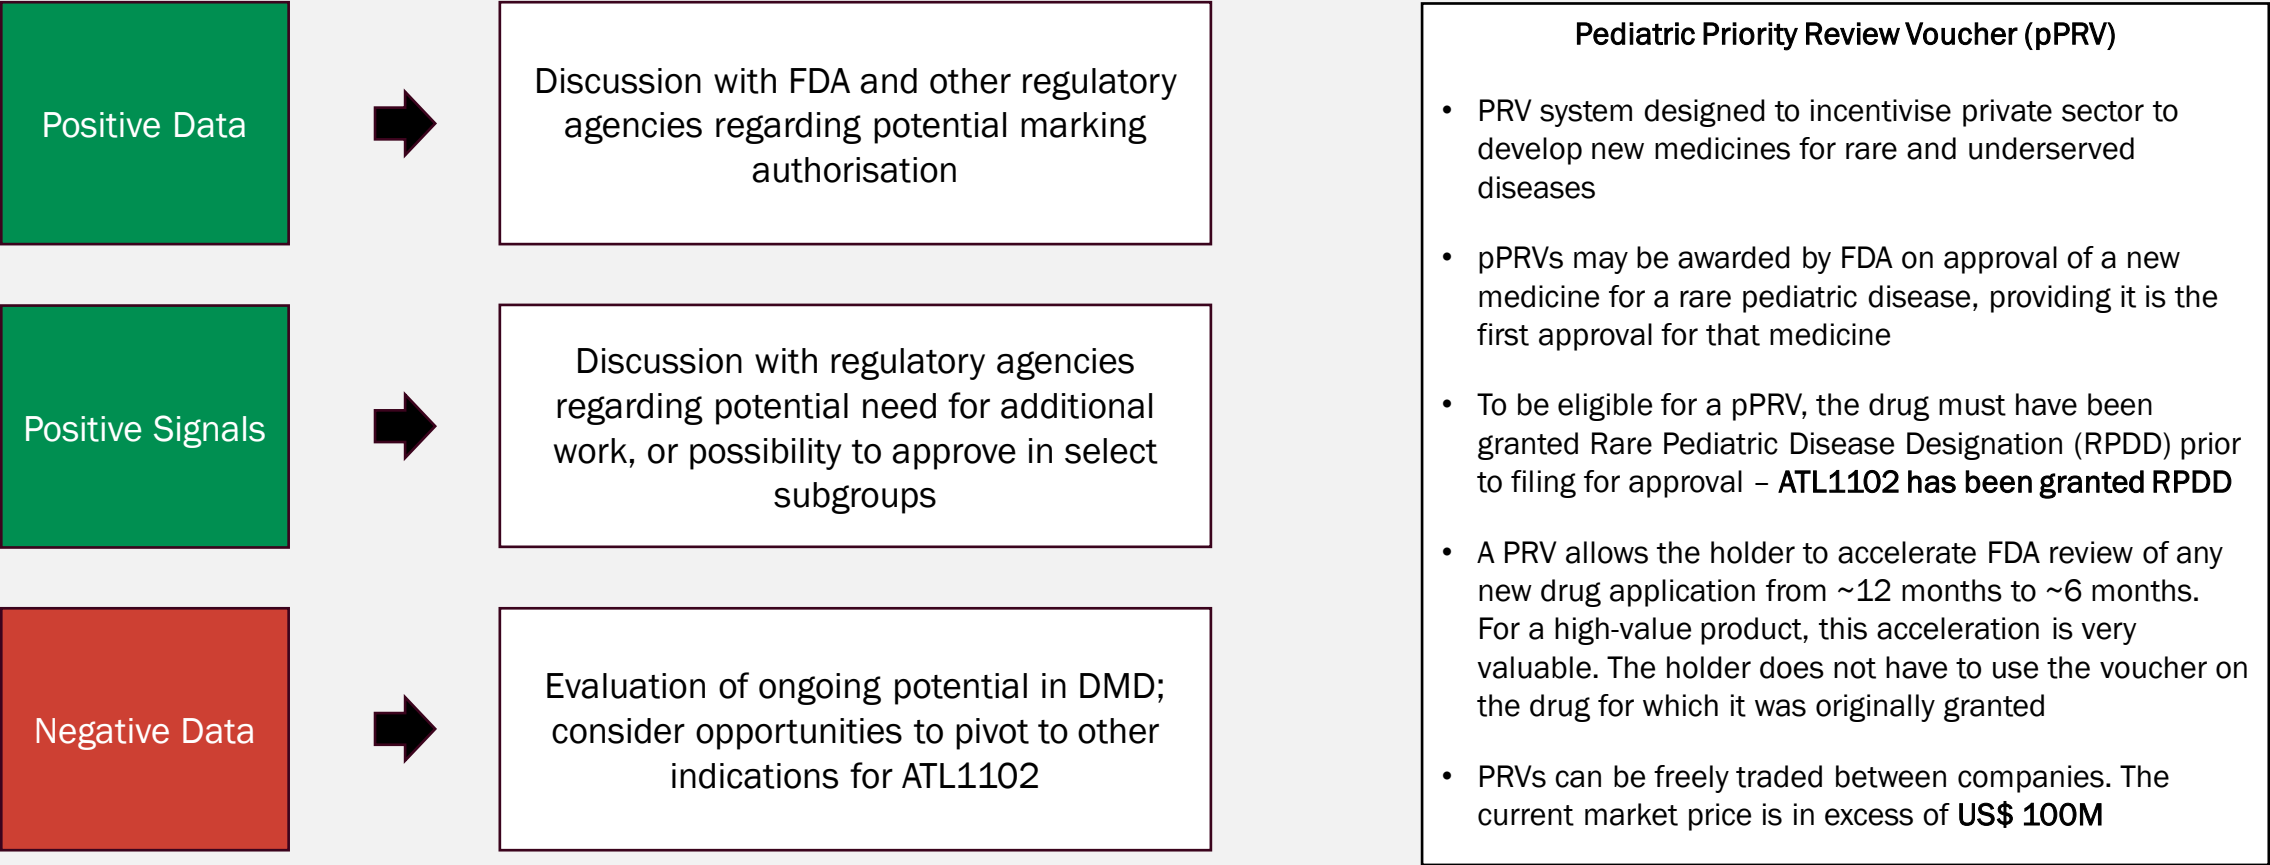 Positive Data
Discussion with FDA and other regulatory
agencies regarding potential marking
authorisation
Positive Signals
Discussion with regulatory agencies
regarding potential need for additional
work, or possibility to approve in select
subgroups
Negative Data
Evaluation of ongoing potential in DMD;
consider opportunities to pivot to other
indications for ATL1102
Pediatric Priority Review Voucher (pPRV)
• PRV system designed to incentivise private sector to
develop new medicines for rare and underserved
diseases
• pPRVs may be awarded by FDA on approval of a new
medicine for a rare pediatric disease, providing it is the
first approval for that medicine
• To be eligible for a pPRV, the drug must have been
granted Rare Pediatric Disease Designation (RPDD) prior
to filing for approval – ATL1102 has been granted RPDD
• A PRV allows the holder to accelerate FDA review of any
new drug application from ~12 months to ~6 months.
For a high-value product, this acceleration is very
valuable. The holder does not have to use the voucher on
the drug for which it was originally granted
• PRVs can be freely traded between companies. The
current market price is in excess of US$ 100M